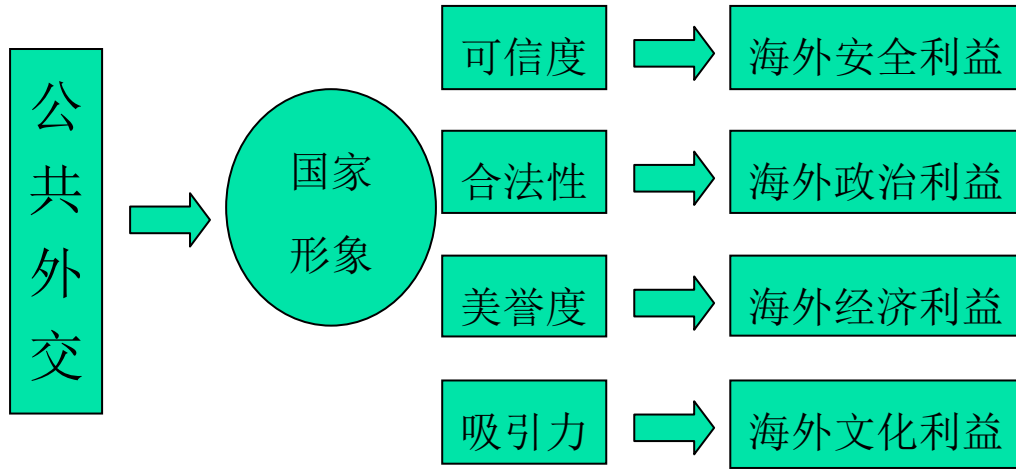 公共外交
国家
形象
可信度
海外安全利益
合法性
海外政治利益
美誉度
海外经济利益
吸引力
海外文化利益